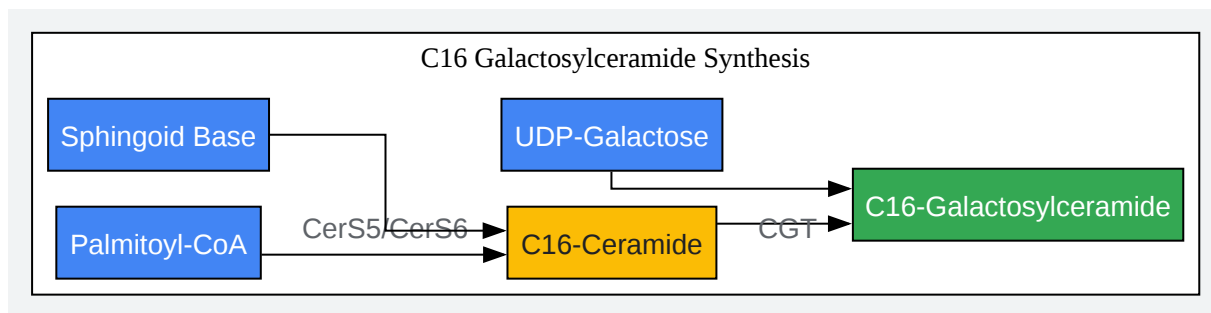 C16 Galactosylceramide Synthesis
Sphingoid Base
UDP-Galactose
C16-Galactosylceramide
Palmitoyl-CoA
CerS5/CerS6
C16-Ceramide
CGT